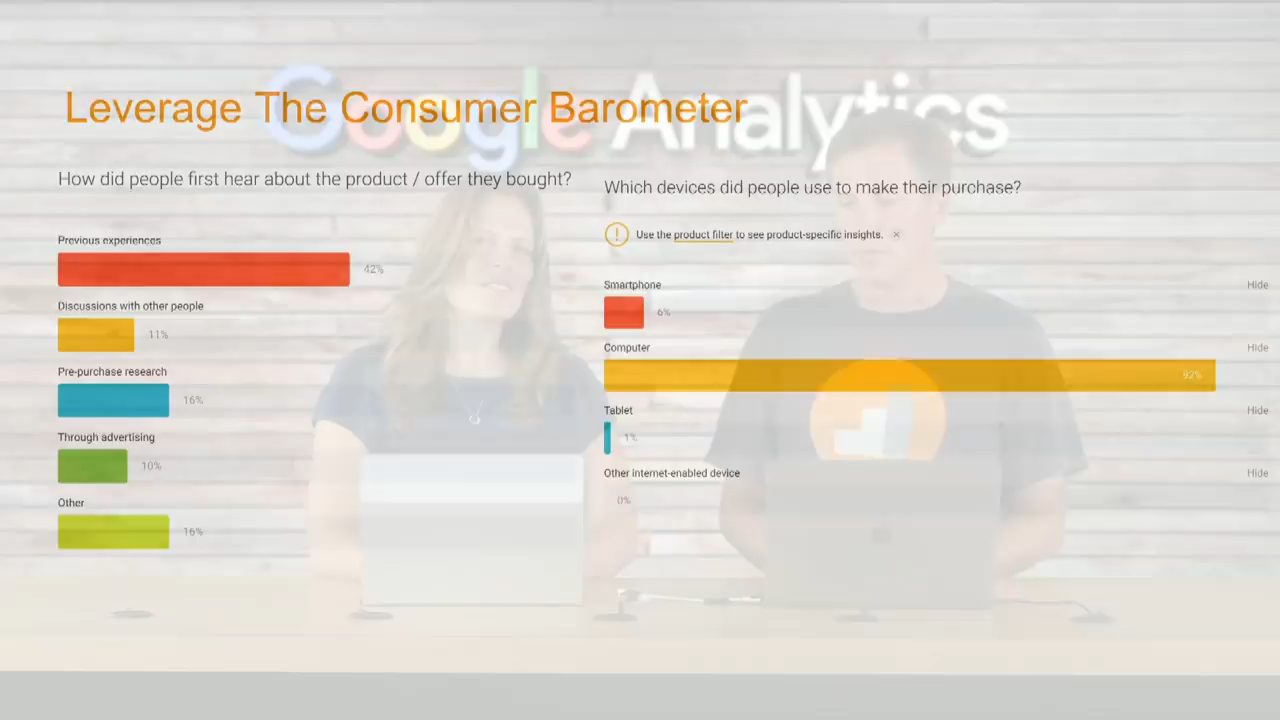 Google Analytics
Leverage The Consumer Barometer
How did people first hear about the product / offer they bought?
Previous experiences
42%
Discussions with other people
11%
Pre-purchase research
16%
Through advertising
10%
Other
16%
Which devices did people use to make their purchase?
Use the product filter to see product-specific insights. ×
Smartphone
Hide
6%
Computer
Hide
92%
Tablet
Hide
1%
Other internet-enabled device
Hide
0%